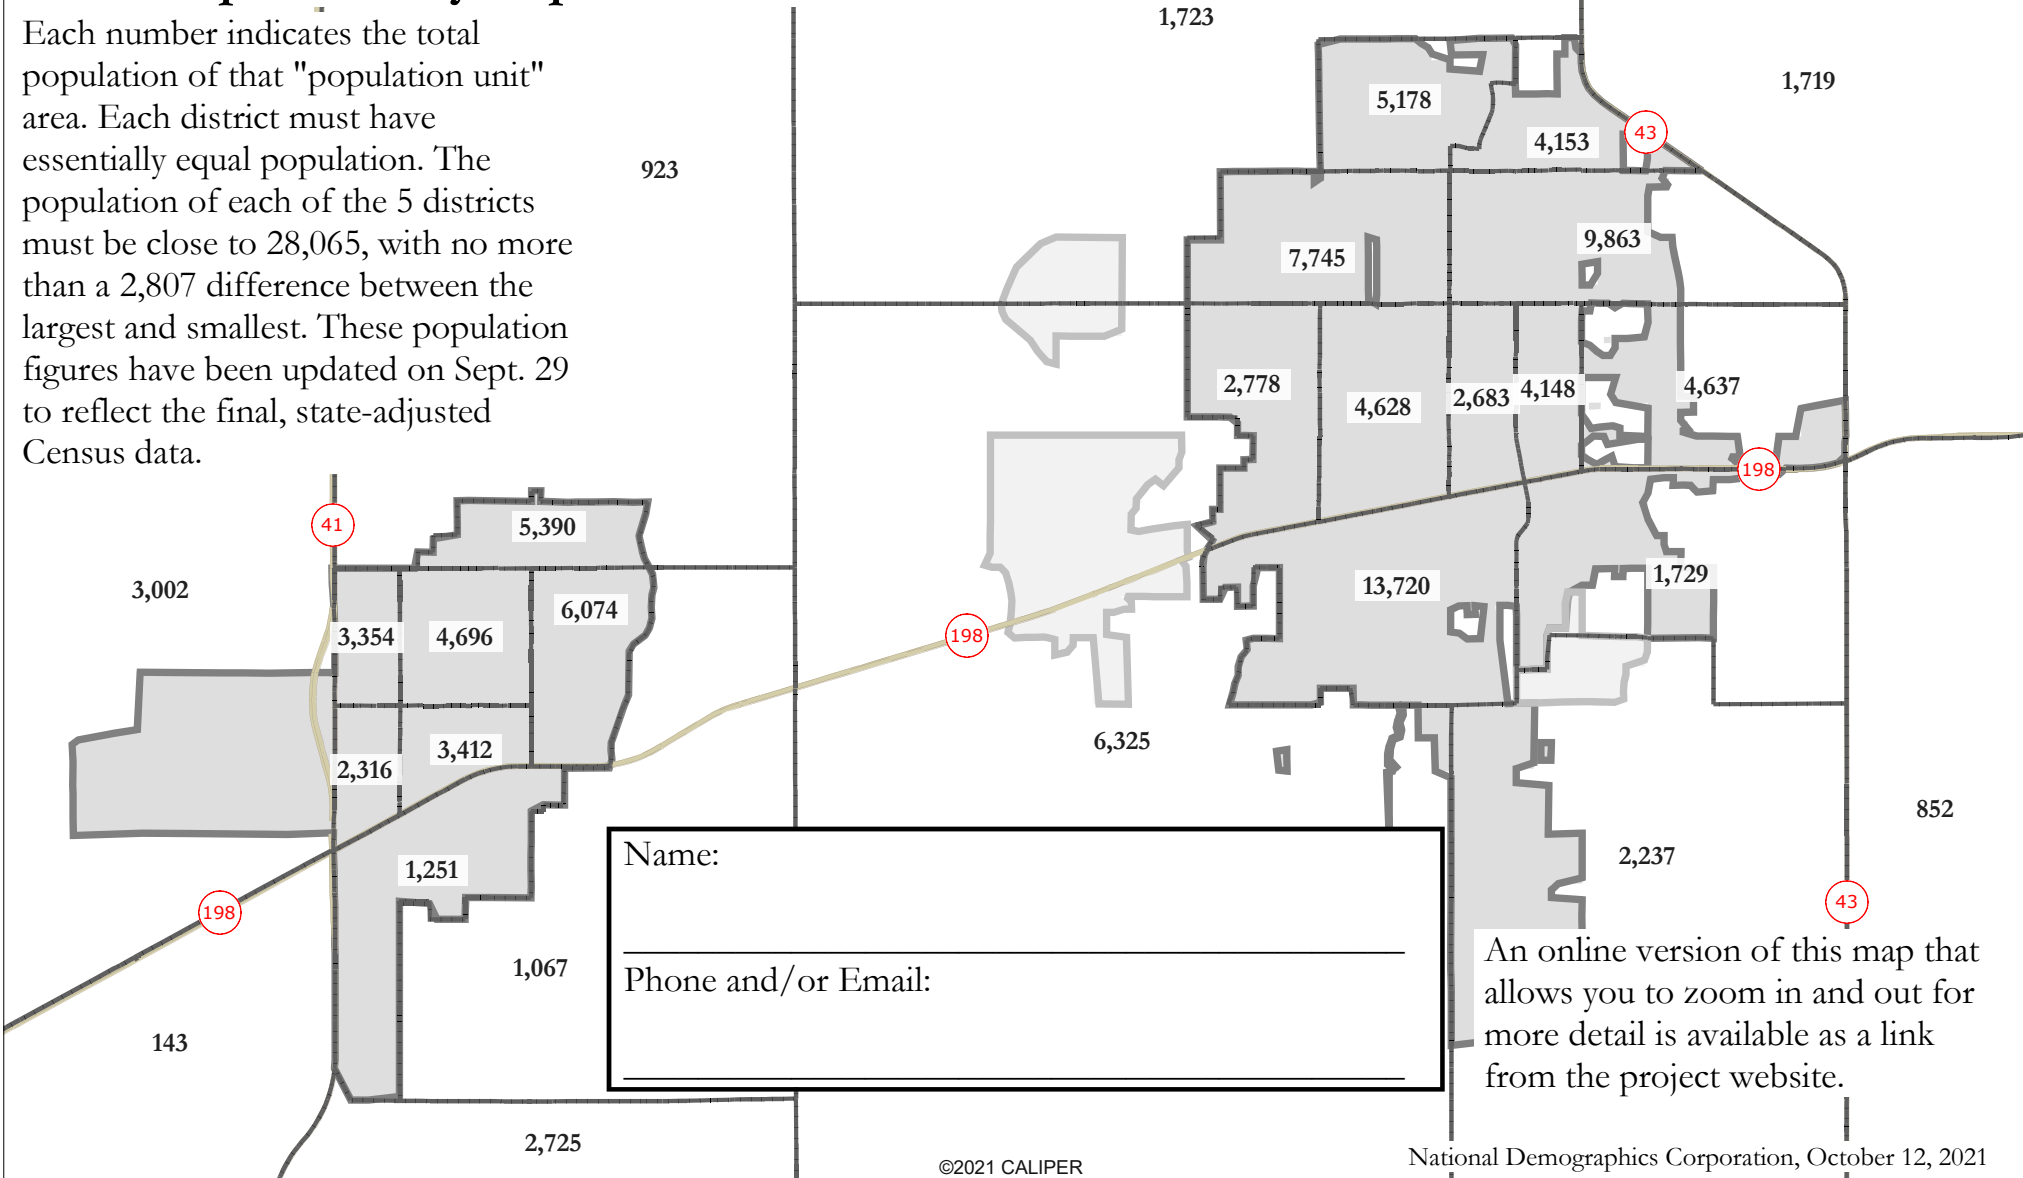 Each number indicates the total
population of that "population unit"
area. Each district must have
essentially equal population. The
population of each of the 5 districts
must be close to 28,065, with no more
than a 2,807 difference between the
largest and smallest. These population
figures have been updated on Sept. 29
to reflect the final, state-adjusted
Census data.
1,723
1,719
5,178
43
4,153
923
9,863
7,745
2,778
4,637
4,148
2,683
4,628
198
41
5,390
1,729
13,720
3,002
6,074
3,354
4,696
198
6,325
3,412
2,316
852
2,237
1,251
43
198
1,067
143
2,725
Name:
Phone and/or Email:
An online version of this map that
allows you to zoom in and out for
more detail is available as a link
from the project website.
©2021 CALIPER
National Demographics Corporation, October 12, 2021